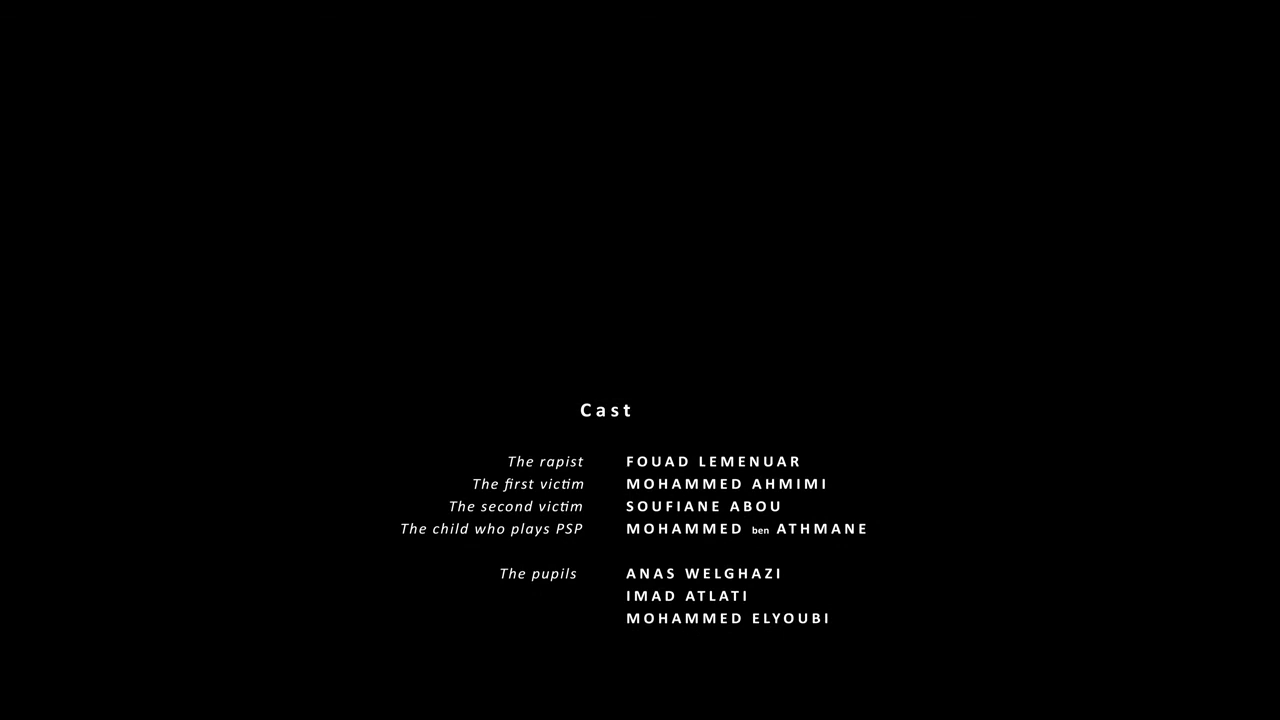 Cast
The rapist FOUAD LEMENUAR
The first victim MOHAMMED AHMIMI
The second victim SOUFIANE ABOU
The child who plays PSP MOHAMMED ben ATHMANE
The pupils ANAS WELGHAZI
IMAD ATLATI
MOHAMMED ELYOUBI